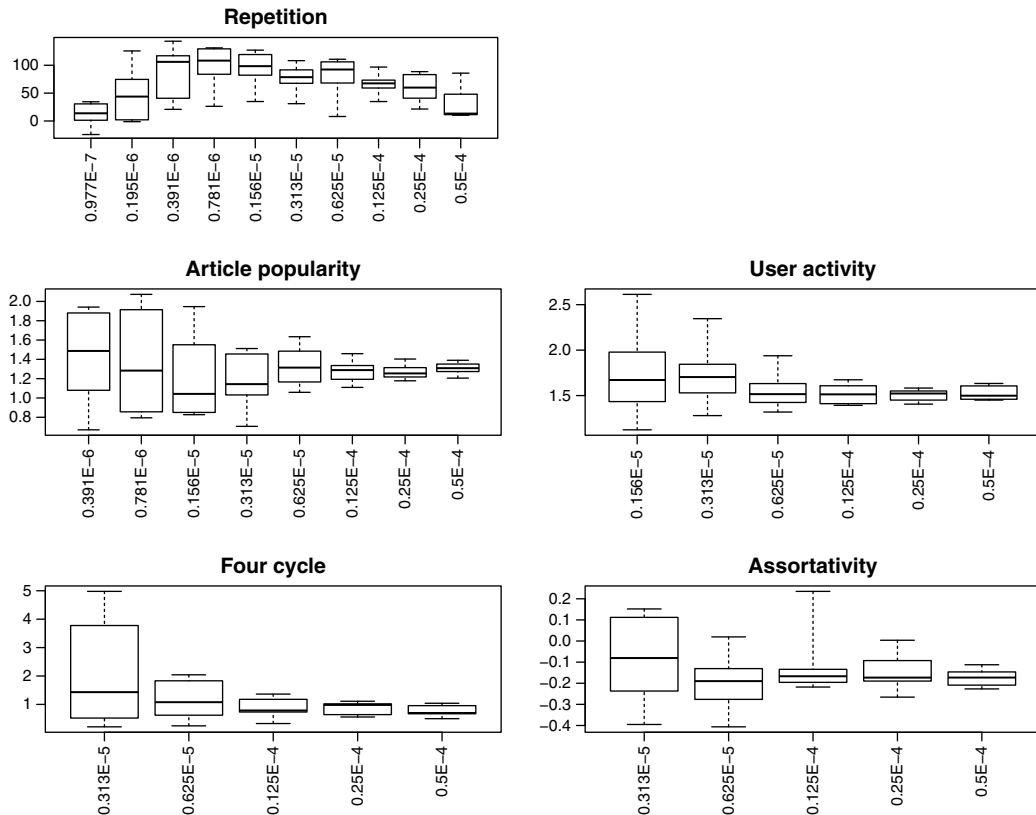 Repetition
100
50
0
0.977E−7
0.195E−6
0.391E−6
0.781E−6
0.156E−5
0.313E−5
0.625E−5
0.125E−4
0.25E−4
0.5E−4
Article popularity
2.0
1.8
1.6
1.4
1.2
1.0
0.8
0.391E−6
0.781E−6
0.156E−5
0.313E−5
0.625E−5
0.125E−4
0.25E−4
0.5E−4
User activity
2.5
2.0
1.5
0.156E−5
0.313E−5
0.625E−5
0.125E−4
0.25E−4
0.5E−4
Four cycle
5
4
3
2
1
0.313E−5
0.625E−5
0.125E−4
0.25E−4
0.5E−4
Assortativity
0.2
0.1
0.0
−0.1
−0.2
−0.3
−0.4
0.313E−5
0.625E−5
0.125E−4
0.25E−4
0.5E−4